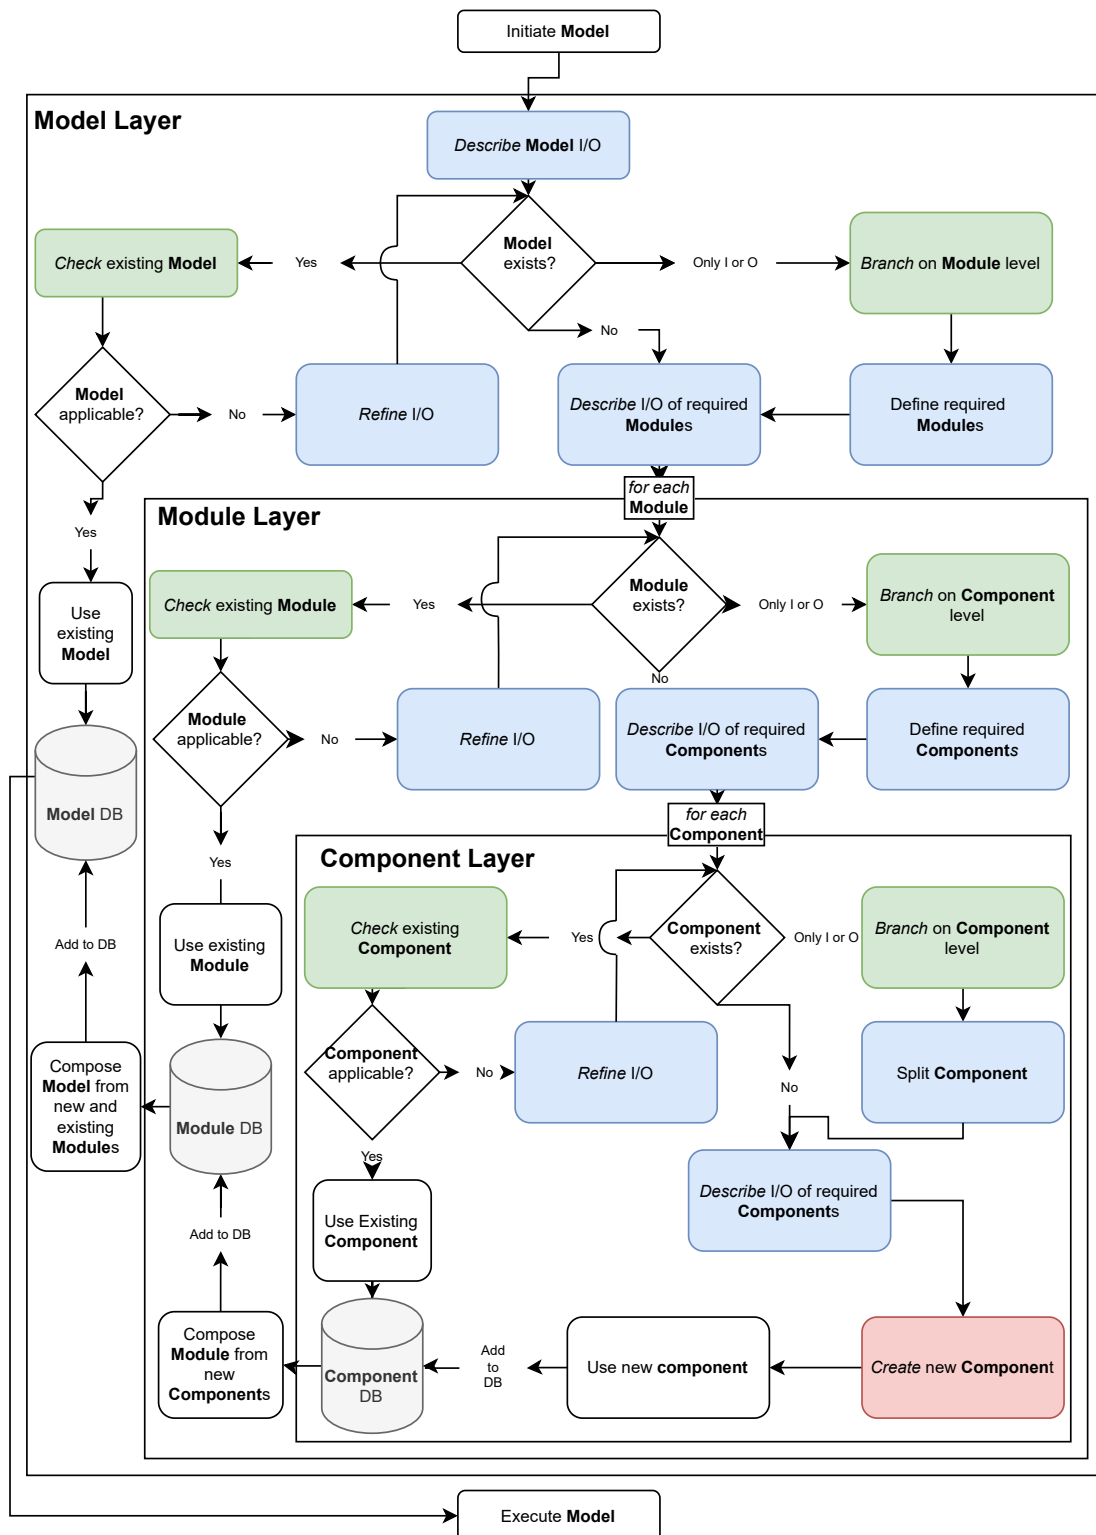 Initiate Model
Model Layer
Describe Model I/O
Model
exists?
Check existing Model
Yes
Only I or O
Branch on Module level
No
Model
applicable?
No
Refine I/O
Describe I/O of required
Modules
Define required
Modules
for each
Module
Yes
Module Layer
Module
exists?
Check existing Module
Yes
Only I or O
Branch on Component
level
Use
existing
Model
No
Module
applicable?
No
Refine I/O
Describe I/O of required
Components
Define required
Components
Model DB
for each
Component
Yes
Component Layer
Check existing
Component
Yes
Component
exists?
Only I or O
Branch on Component
level
Add to DB
Use existing
Module
Component
applicable?
No
Refine I/O
No
Split Component
Compose
Model from
new and
existing
Modules
Module DB
Yes
Describe I/O of required
Components
Use Existing
Component
Add to DB
Compose
Module from
new
Components
Component
DB
Add
to
DB
Use new component
Create new Component
Execute Model